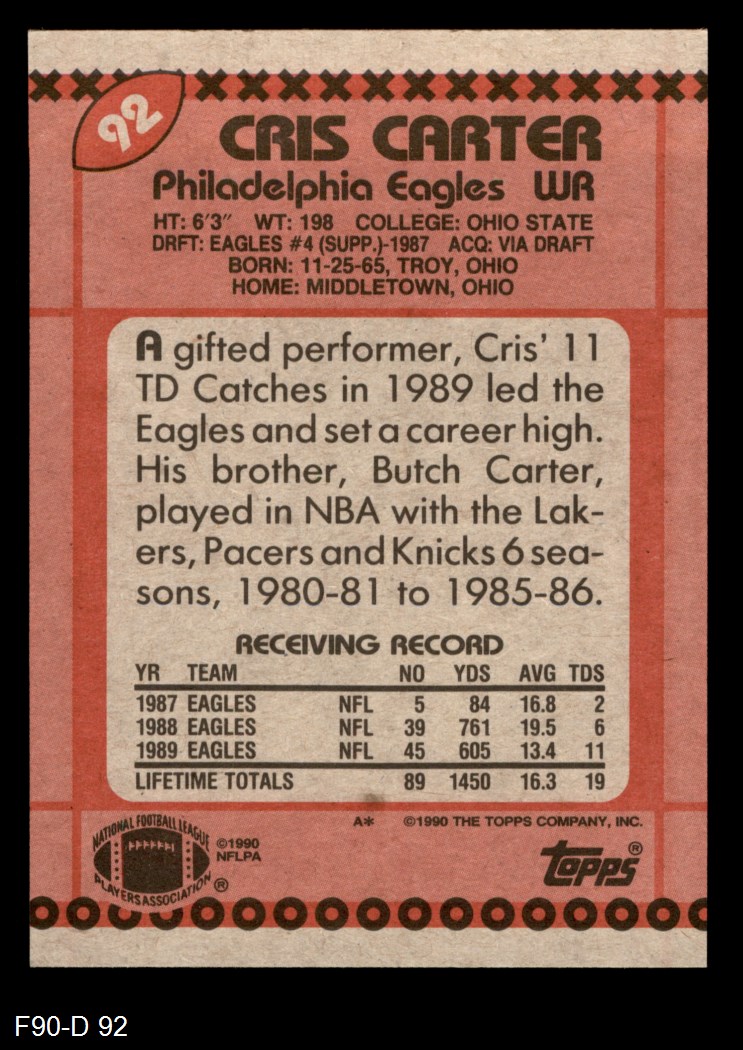 92
CRIS CARTER
Philadelphia Eagles WR
HT: 6'3" WT: 198 COLLEGE: OHIO STATE
DRFT: EAGLES #4 (SUPP.)-1987 ACQ: VIA DRAFT
BORN: 11-25-65, TROY, OHIO
HOME: MIDDLETOWN, OHIO
A gifted performer, Cris' 11
TD Catches in 1989 led the
Eagles and set a career high.
His brother, Butch Carter,
played in NBA with the Lak-
ers, Pacers and Knicks 6 sea-
sons, 1980-81 to 1985-86.
RECEIVING RECORD
YR TEAM NO YDS AVG TDS
1987 EAGLES NFL 5 84 16.8 2
1988 EAGLES NFL 39 761 19.5 6
1989 EAGLES NFL 45 605 13.4 11
LIFETIME TOTALS 89 1450 16.3 19
A* ©1990 THE TOPPS COMPANY, INC.
NATIONAL FOOTBALL LEAGUE
PLAYERS ASSOCIATION ®
©1990
NFLPA
topps ®
F90-D 92